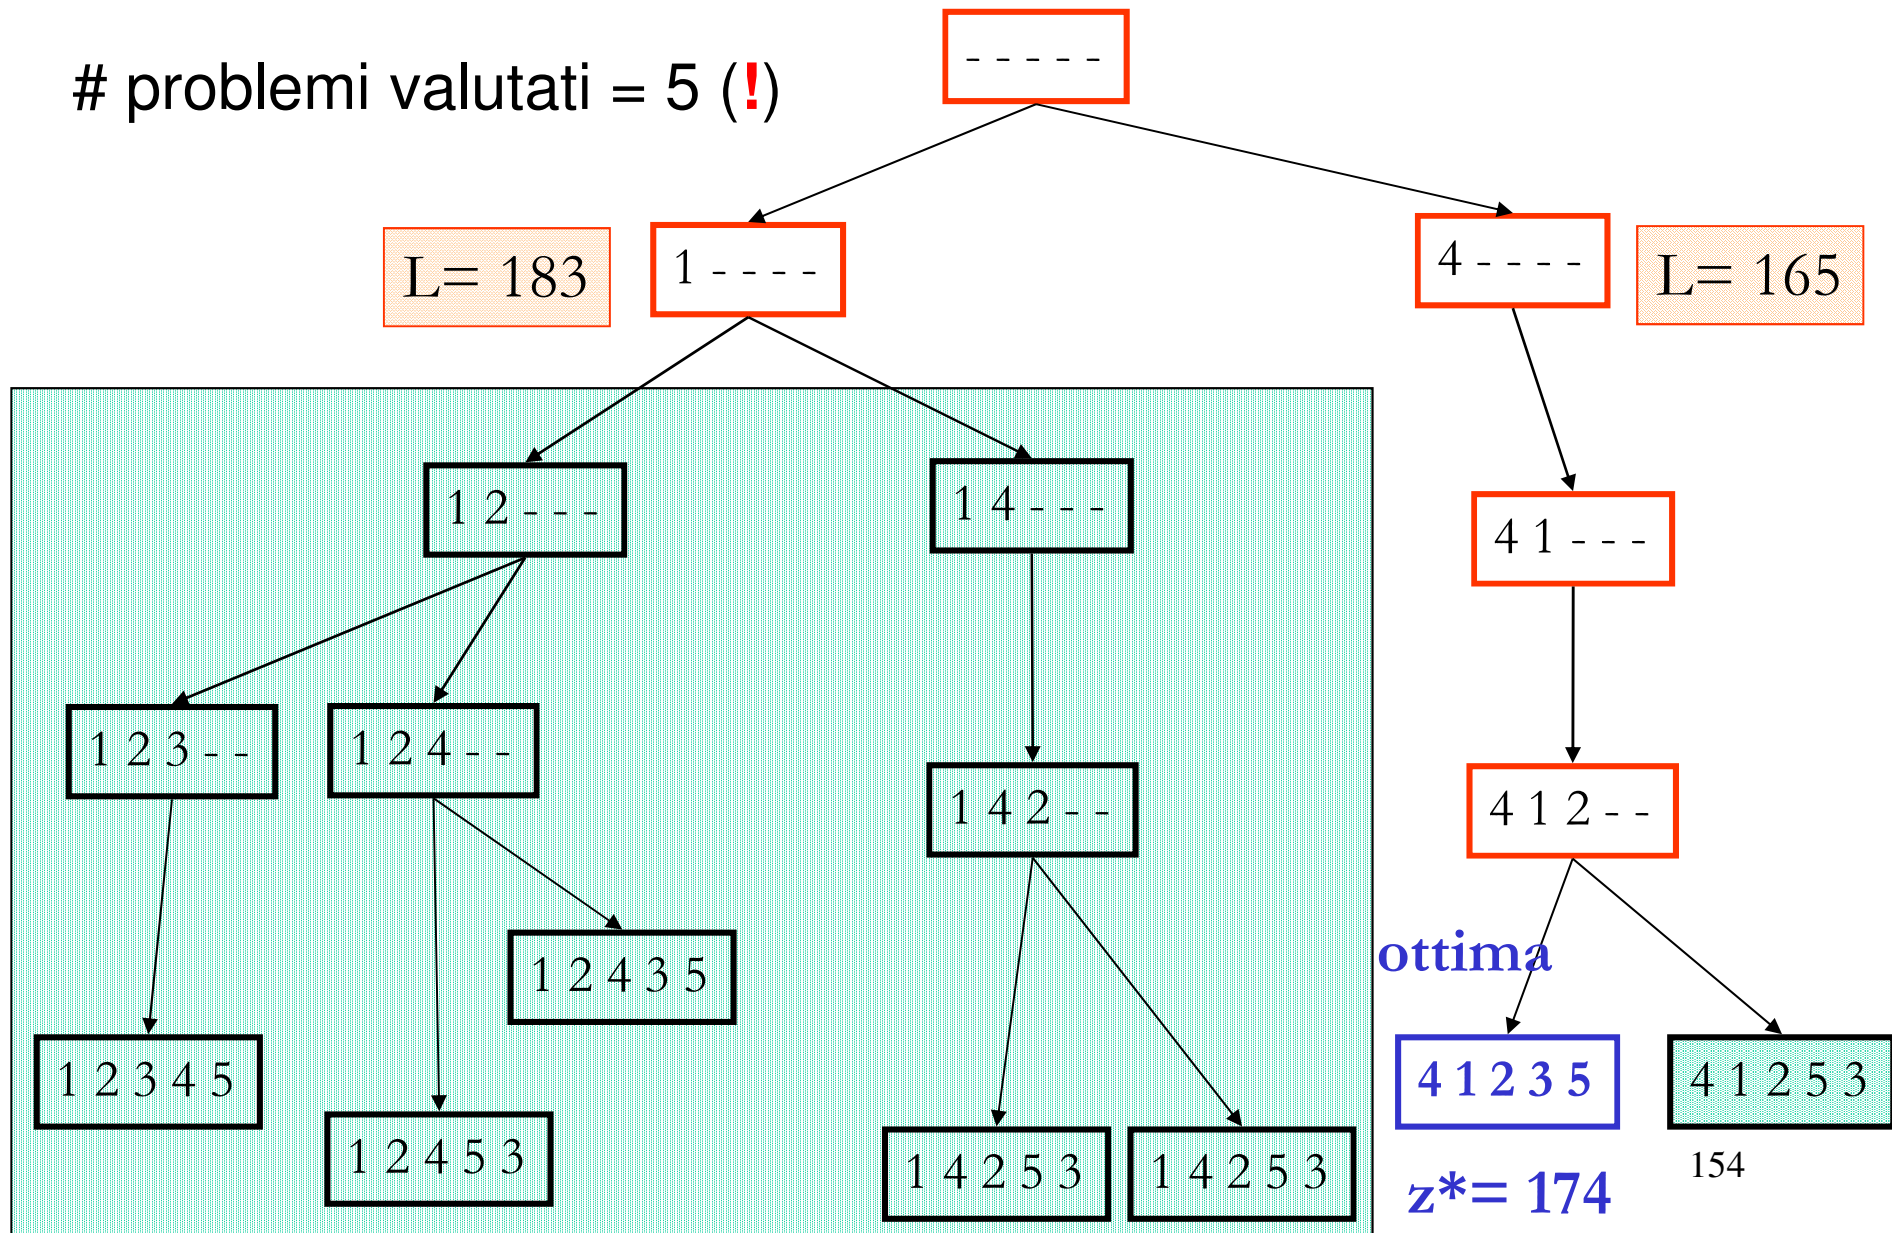 # problemi valutati = 5 (!)
- - - - -
L= 183
1 - - - -
4 - - - -
L= 165
1 2 - - -
1 4 - - -
4 1 - - -
1 2 3 - -
1 2 4 - -
1 4 2 - -
4 1 2 - -
1 2 4 3 5
ottima
1 2 3 4 5
1 2 4 5 3
1 4 2 5 3
1 4 2 5 3
4 1 2 3 5
4 1 2 5 3
z*= 174
154